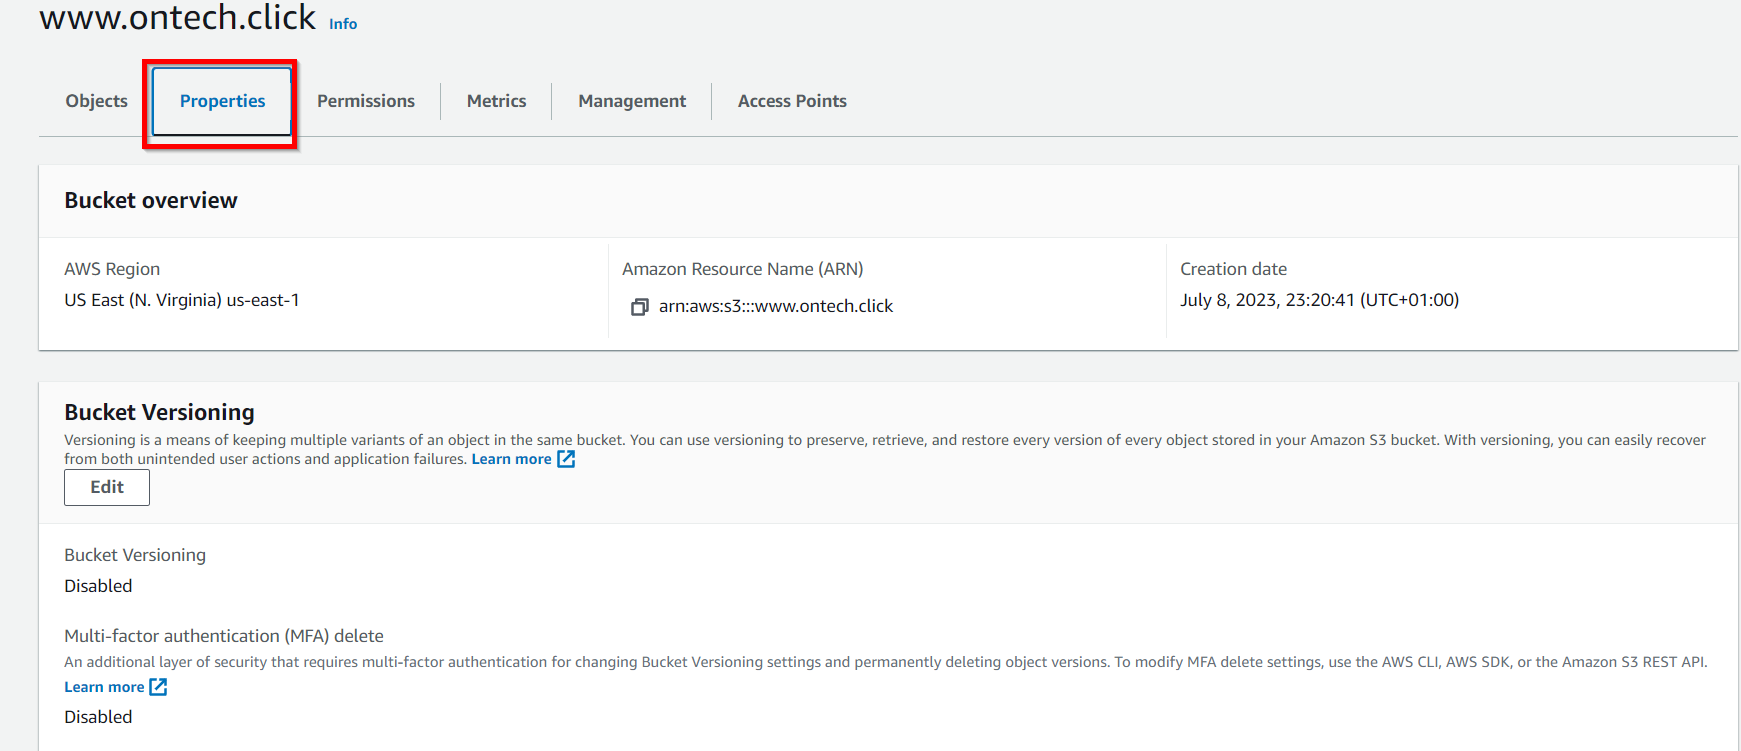 www.ontech.click Info
Objects Properties Permissions Metrics Management Access Points
Bucket overview
AWS Region
US East (N. Virginia) us-east-1
Amazon Resource Name (ARN)
arn:aws:s3:::www.ontech.click
Creation date
July 8, 2023, 23:20:41 (UTC+01:00)
Bucket Versioning
Versioning is a means of keeping multiple variants of an object in the same bucket. You can use versioning to preserve, retrieve, and restore every version of every object stored in your Amazon S3 bucket. With versioning, you can easily recover
from both unintended user actions and application failures. Learn more
Edit
Bucket Versioning
Disabled
Multi-factor authentication (MFA) delete
An additional layer of security that requires multi-factor authentication for changing Bucket Versioning settings and permanently deleting object versions. To modify MFA delete settings, use the AWS CLI, AWS SDK, or the Amazon S3 REST API.
Learn more
Disabled